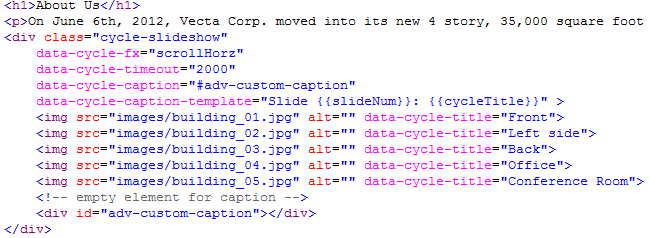 <h1>About Us</h1>
<p>On June 6th, 2012, Vecta Corp. moved into its new 4 story, 35,000 square foot
<div class="cycle-slideshow"
data-cycle-fx="scrollHorz"
data-cycle-timeout="2000"
data-cycle-caption="#adv-custom-caption"
data-cycle-caption-template="Slide {{slideNum}}: {{cycleTitle}}" >
<img src="images/building_01.jpg" alt="" data-cycle-title="Front">
<img src="images/building_02.jpg" alt="" data-cycle-title="Left side">
<img src="images/building_03.jpg" alt="" data-cycle-title="Back">
<img src="images/building_04.jpg" alt="" data-cycle-title="Office">
<img src="images/building_05.jpg" alt="" data-cycle-title="Conference Room">
<!-- empty element for caption -->
<div id="adv-custom-caption"></div>
</div>